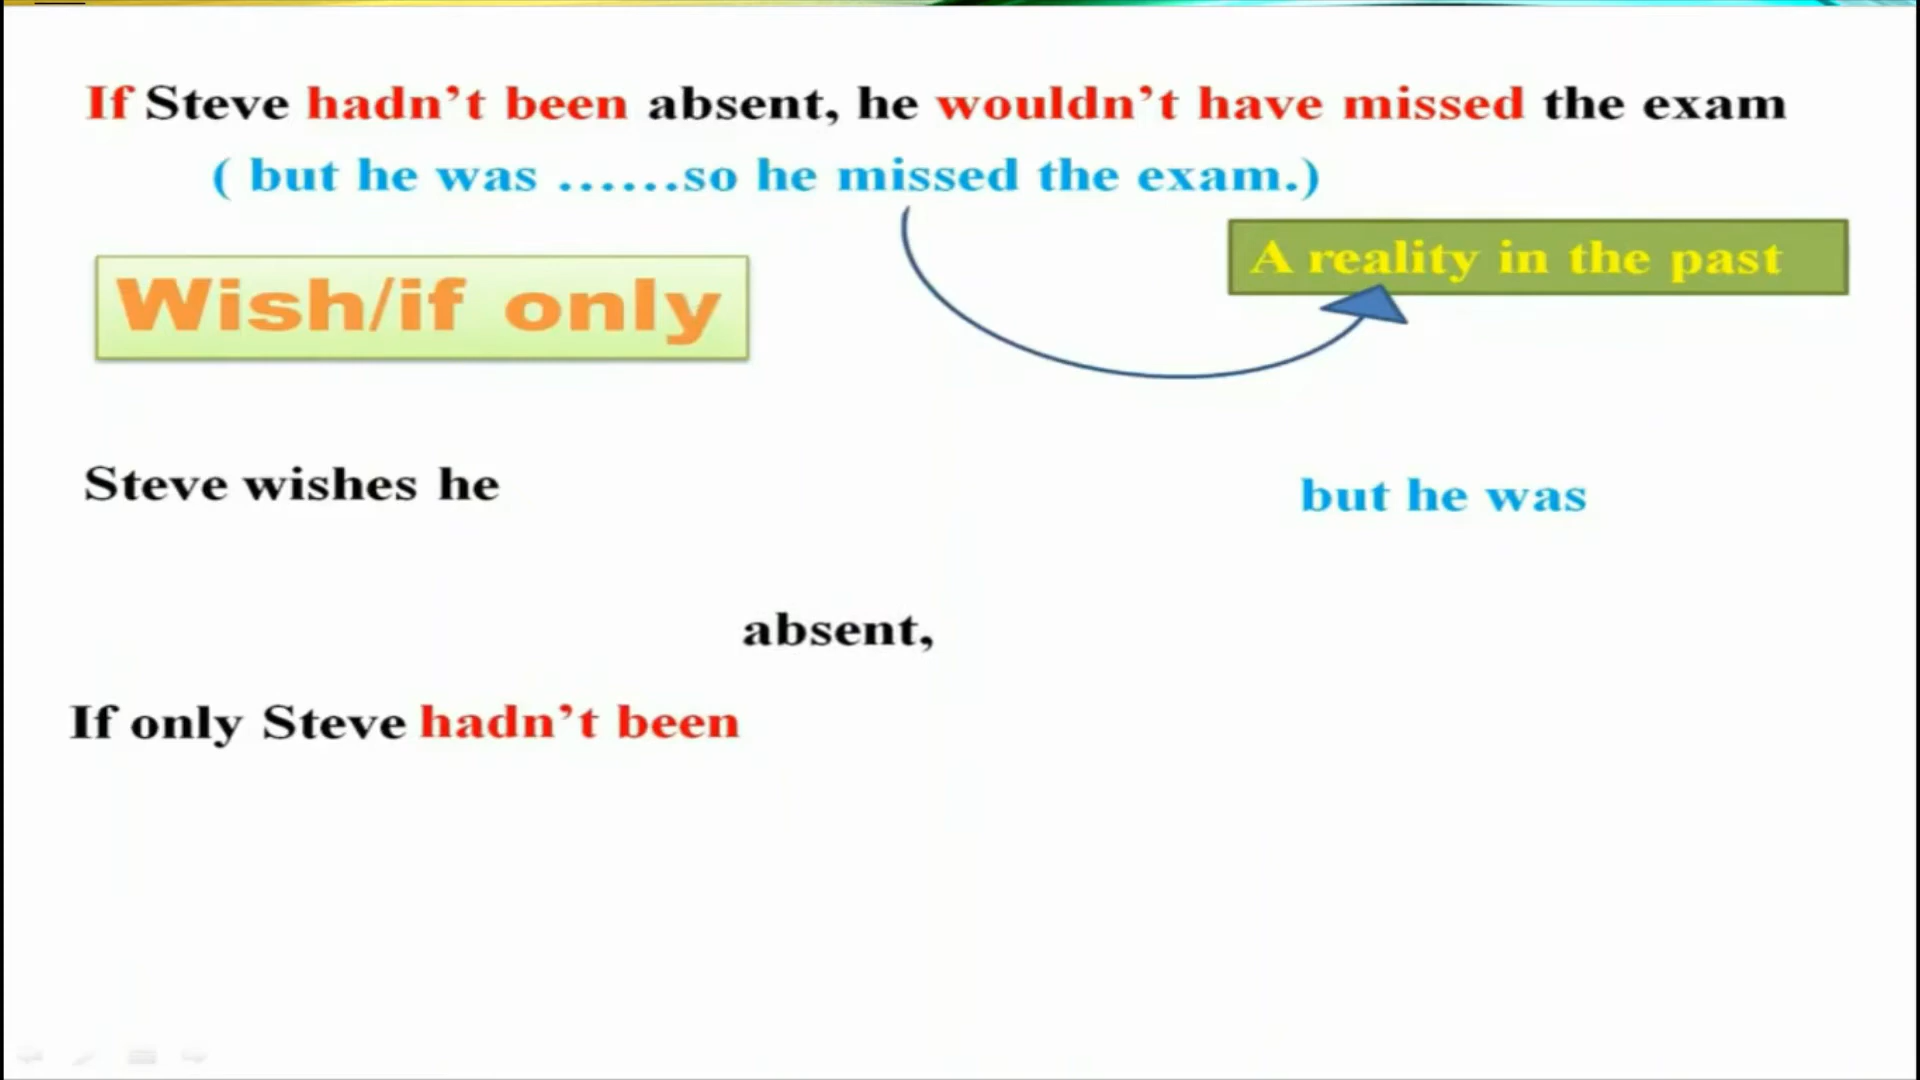 If Steve hadn’t been absent, he wouldn’t have missed the exam
( but he was ......so he missed the exam.)
A reality in the past
Wish/if only
Steve wishes he
but he was
absent,
If only Steve hadn’t been